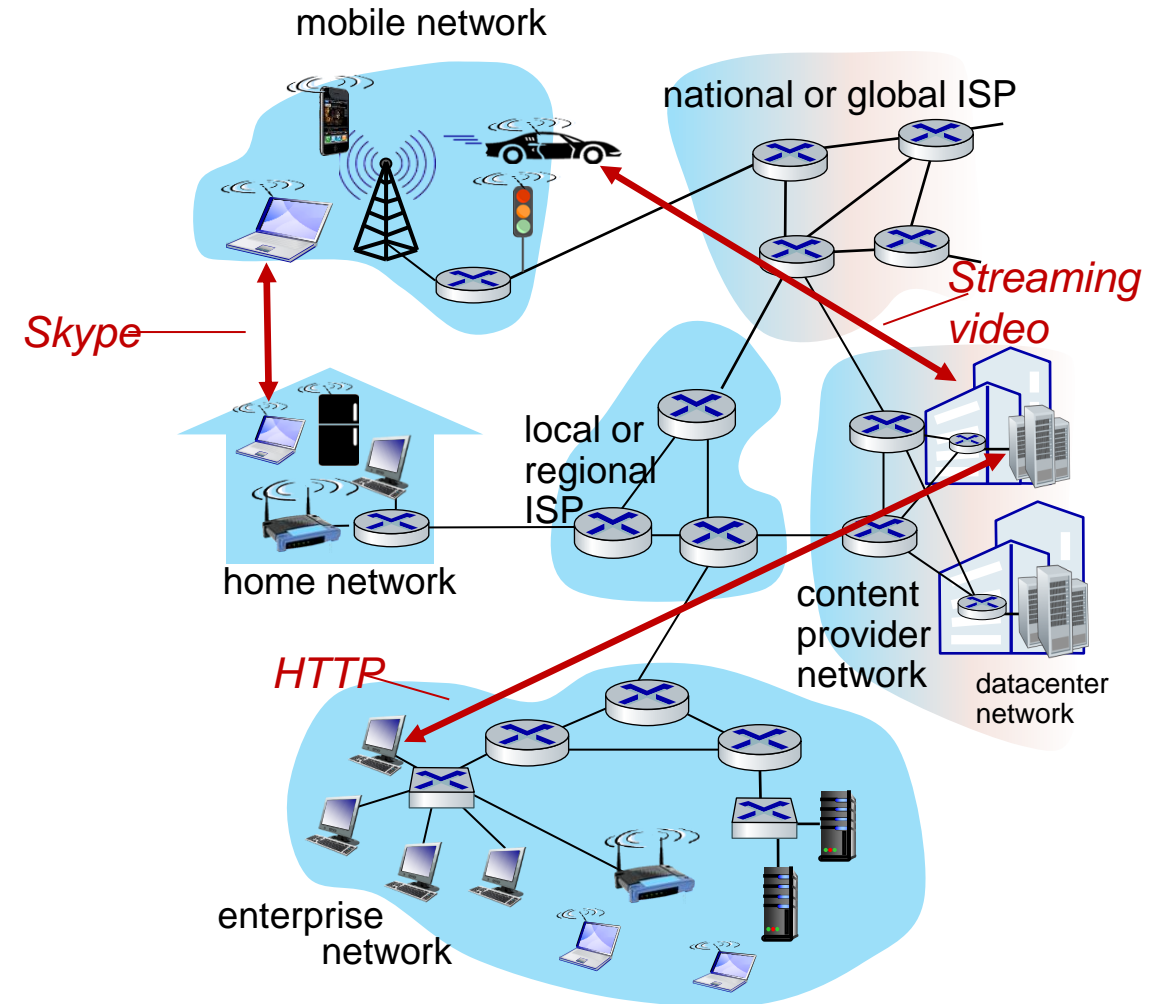 mobile network
national or global ISP
Streaming
video
Skype
local or
regional
ISP
home network
content
provider
network
datacenter
network
HTTP
enterprise
network